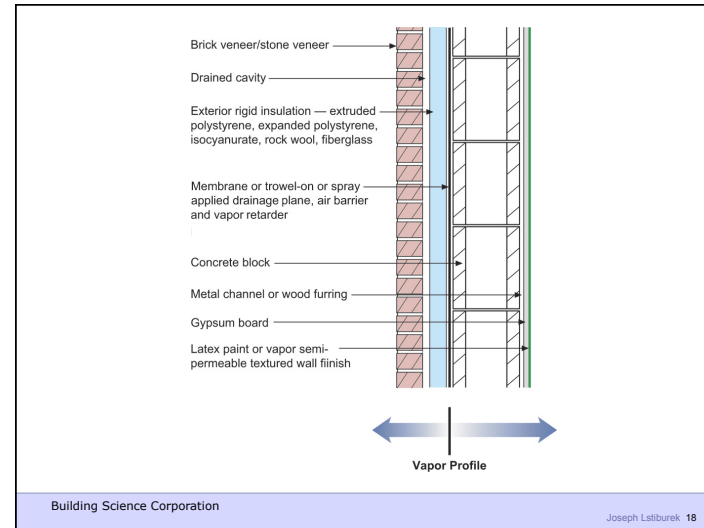 Brick veneer/stone veneer
Drained cavity
Exterior rigid insulation — extruded
polystyrene, expanded polystyrene,
isocyanurate, rock wool, fiberglass
Membrane or trowel-on or spray
applied drainage plane, air barrier
and vapor retarder
Concrete block
Metal channel or wood furring
Gypsum board
Latex paint or vapor semi-
permeable textured wall fiinish
Vapor Profile
Building Science Corporation
Joseph Lstiburek 18